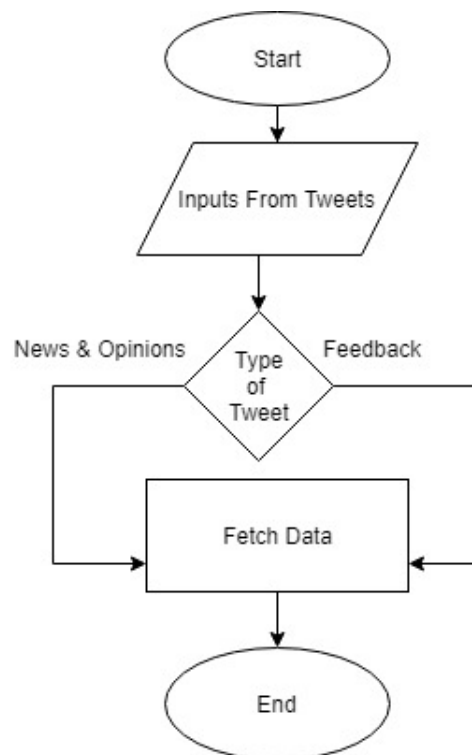 Start
Inputs From Tweets
News & Opinions
Type
of
Tweet
Feedback
Fetch Data
End